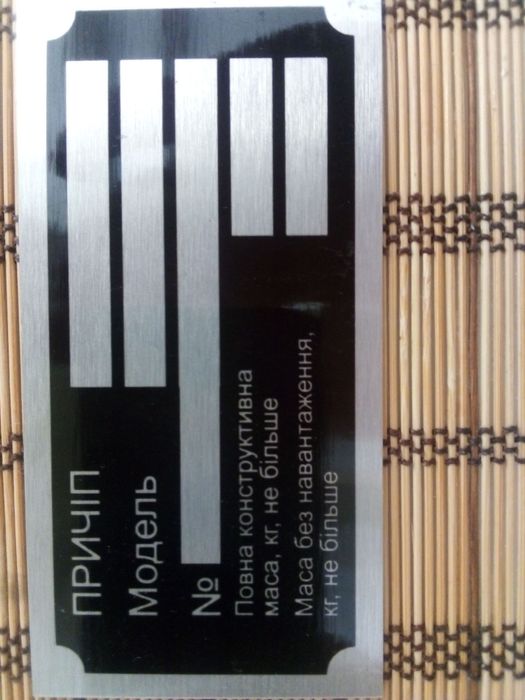 ПРИЧІП
Модель
№
Повна конструктивна
маса, кг, не більше
Маса без навантаження,
кг, не більше